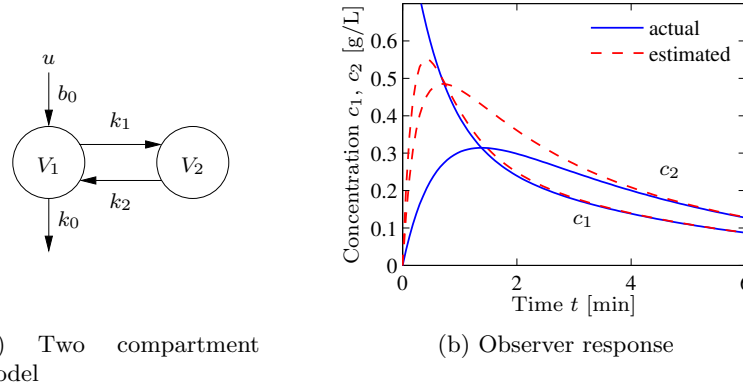 u
b₀
k₁
V₁
V₂
k₂
k₀
) Two compartment
odel
Concentration c₁, c₂ [g/L]
0.6
0.5
0.4
0.3
0.2
0.1
0
actual
estimated
c₂
c₁
0 2 4 6
Time t [min]
(b) Observer response